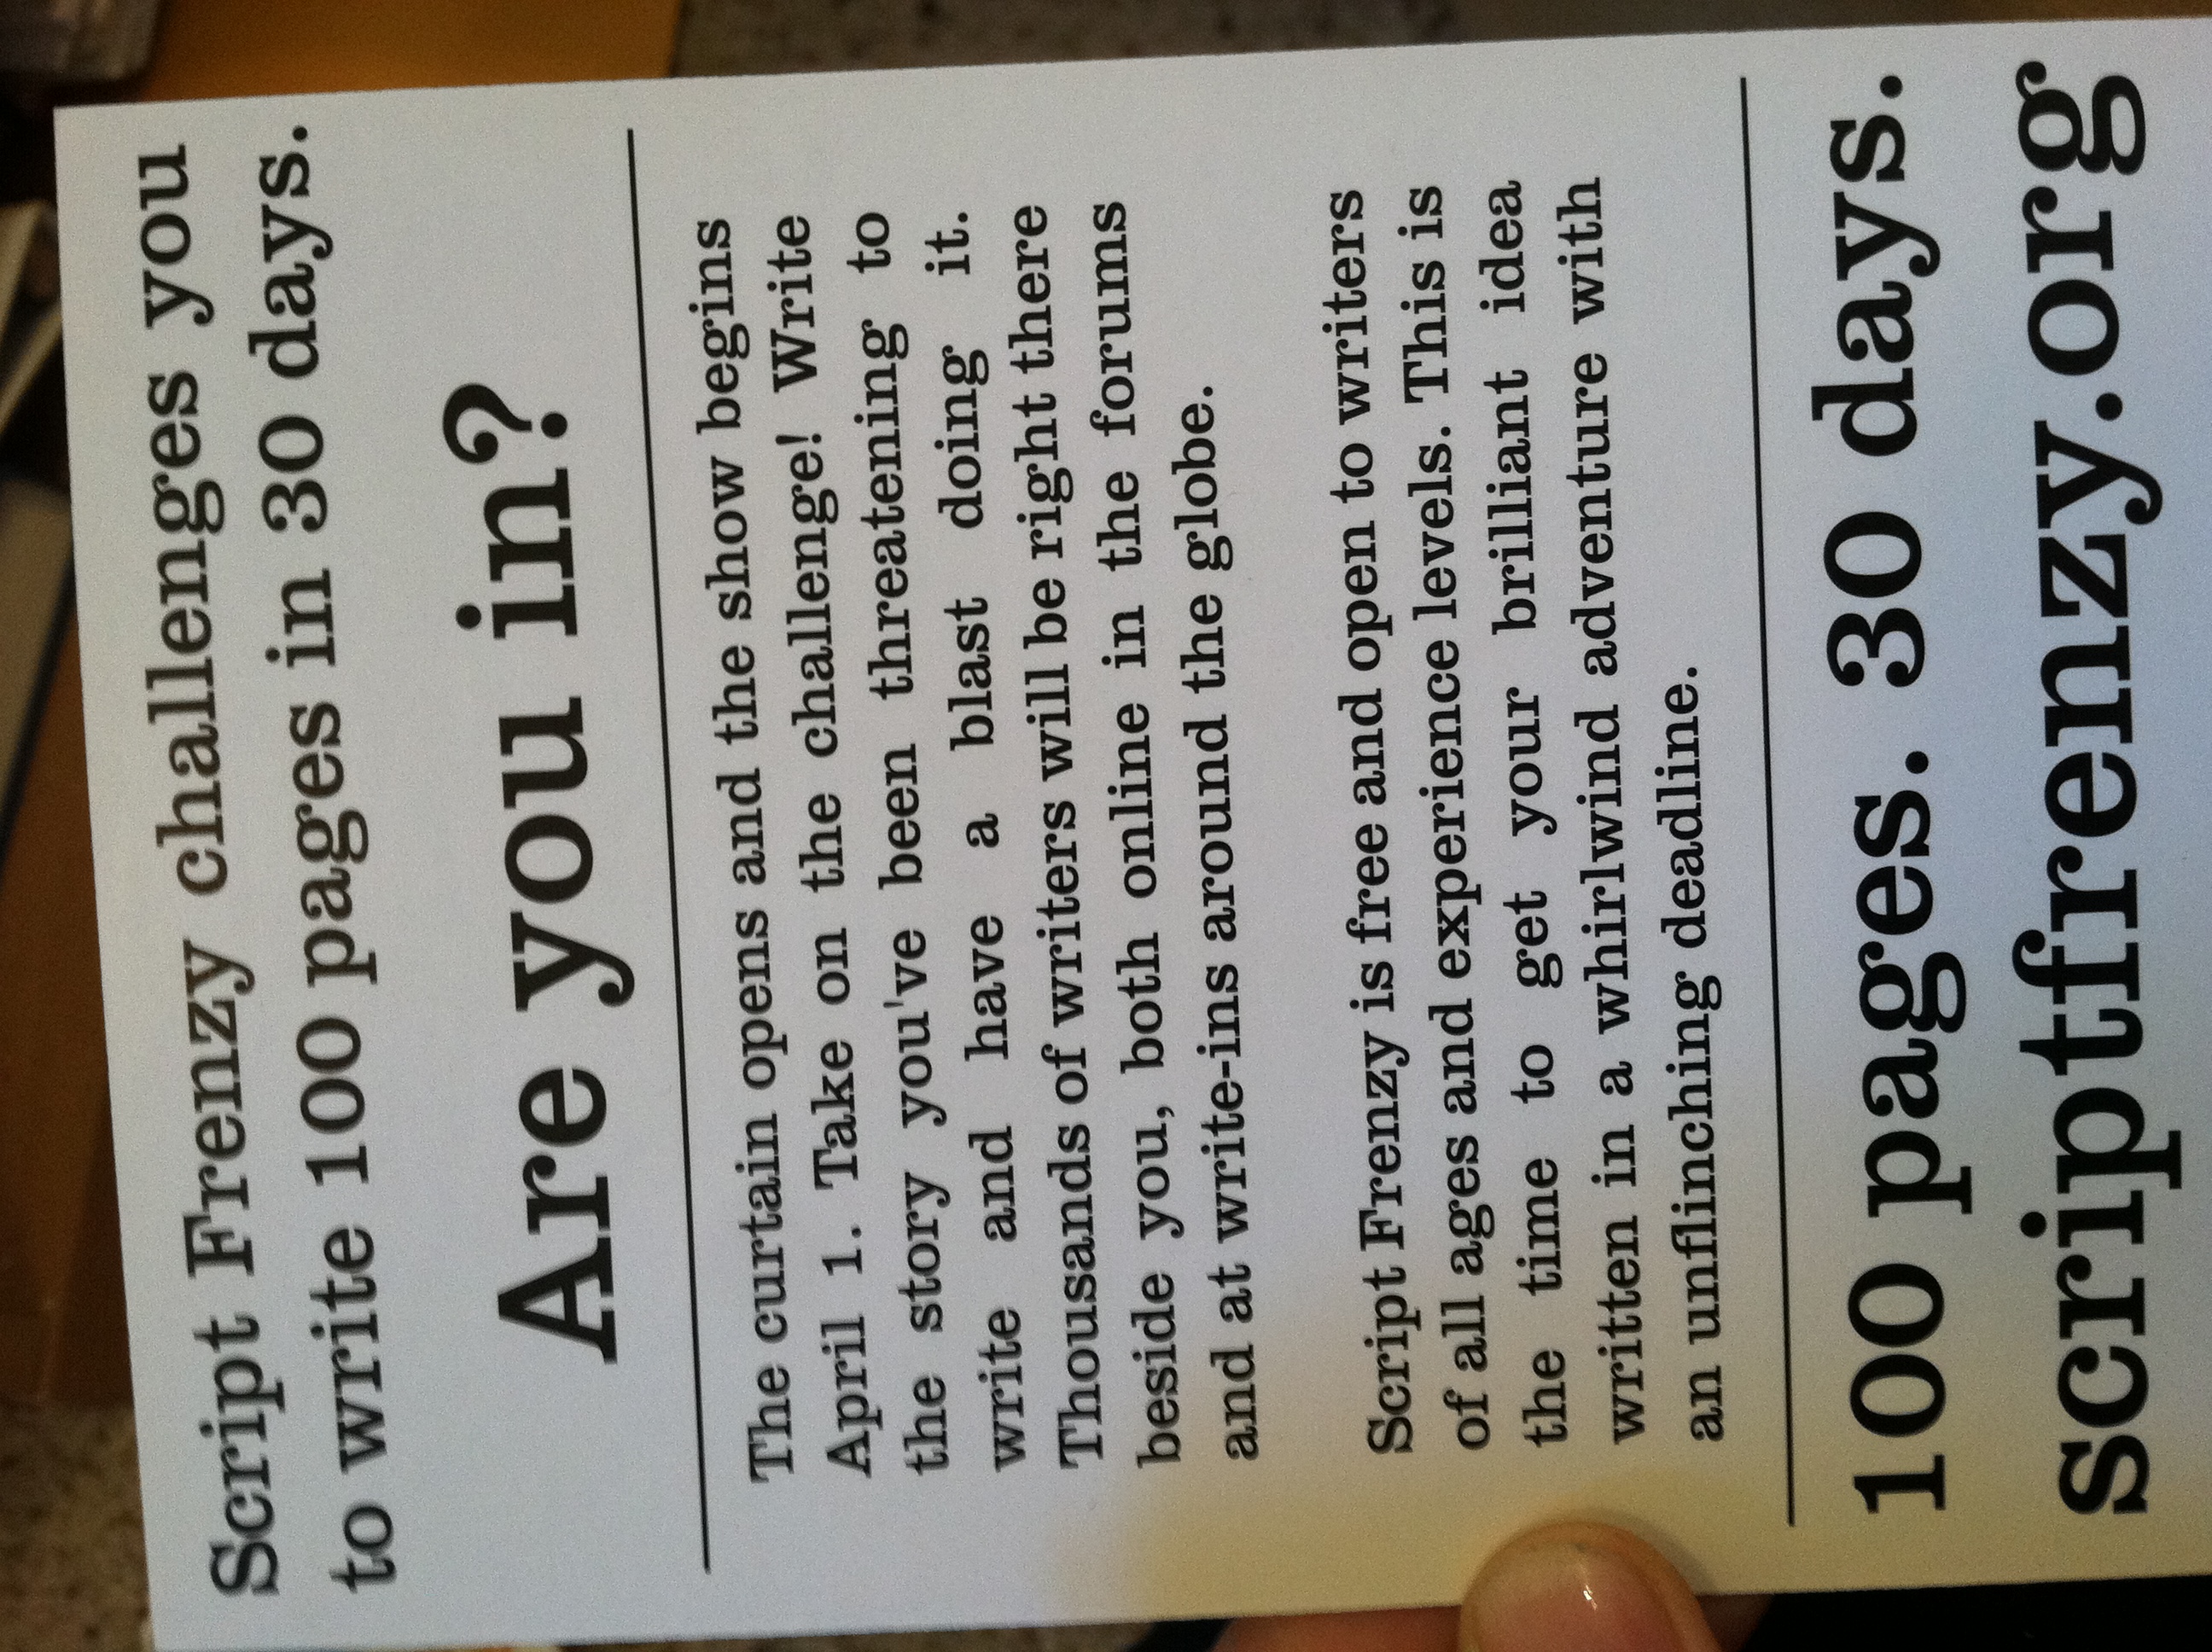 Script Frenzy challenges you
to write 100 pages in 30 days.
Are you in?
The curtain opens and the show begins
April 1. Take on the challenge! Write
the story you've been threatening to
write and have a blast doing it.
Thousands of writers will be right there
beside you, both online in the forums
and at write-ins around the globe.
Script Frenzy is free and open to writers
of all ages and experience levels. This is
the time to get your brilliant idea
written in a whirlwind adventure with
an unflinching deadline.
100 pages. 30 days.
scriptfrenzy.org